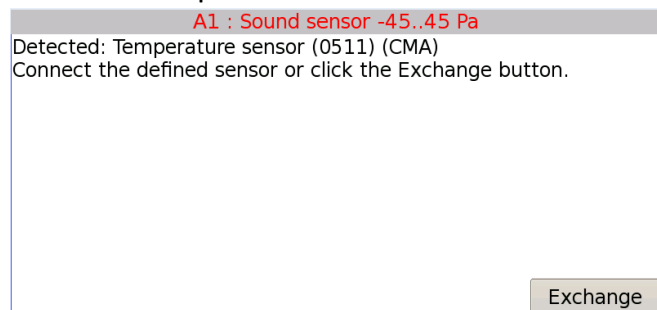 A1 : Sound sensor -45..45 Pa
Detected: Temperature sensor (0511) (CMA)
Connect the defined sensor or click the Exchange button.
Exchange